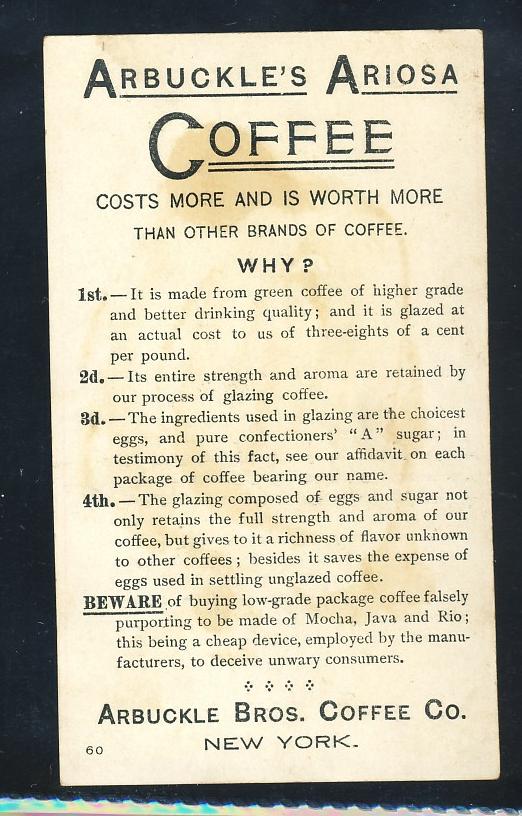 ARBUCKLE'S ARIOSA
COFFEE
COSTS MORE AND IS WORTH MORE
THAN OTHER BRANDS OF COFFEE.
WHY?
1st.—It is made from green coffee of higher grade
and better drinking quality; and it is glazed at
an actual cost to us of three-eights of a cent
per pound.
2d.—Its entire strength and aroma are retained by
our process of glazing coffee.
3d.—The ingredients used in glazing are the choicest
eggs, and pure confectioners' "A" sugar; in
testimony of this fact, see our affidavit on each
package of coffee bearing our name.
4th.—The glazing composed of eggs and sugar not
only retains the full strength and aroma of our
coffee, but gives to it a richness of flavor unknown
to other coffees; besides it saves the expense of
eggs used in settling unglazed coffee.
BEWARE of buying low-grade package coffee falsely
purporting to be made of Mocha, Java and Rio;
this being a cheap device, employed by the manu-
facturers, to deceive unwary consumers.
ARBUCKLE BROS. COFFEE CO.
NEW YORK.
60